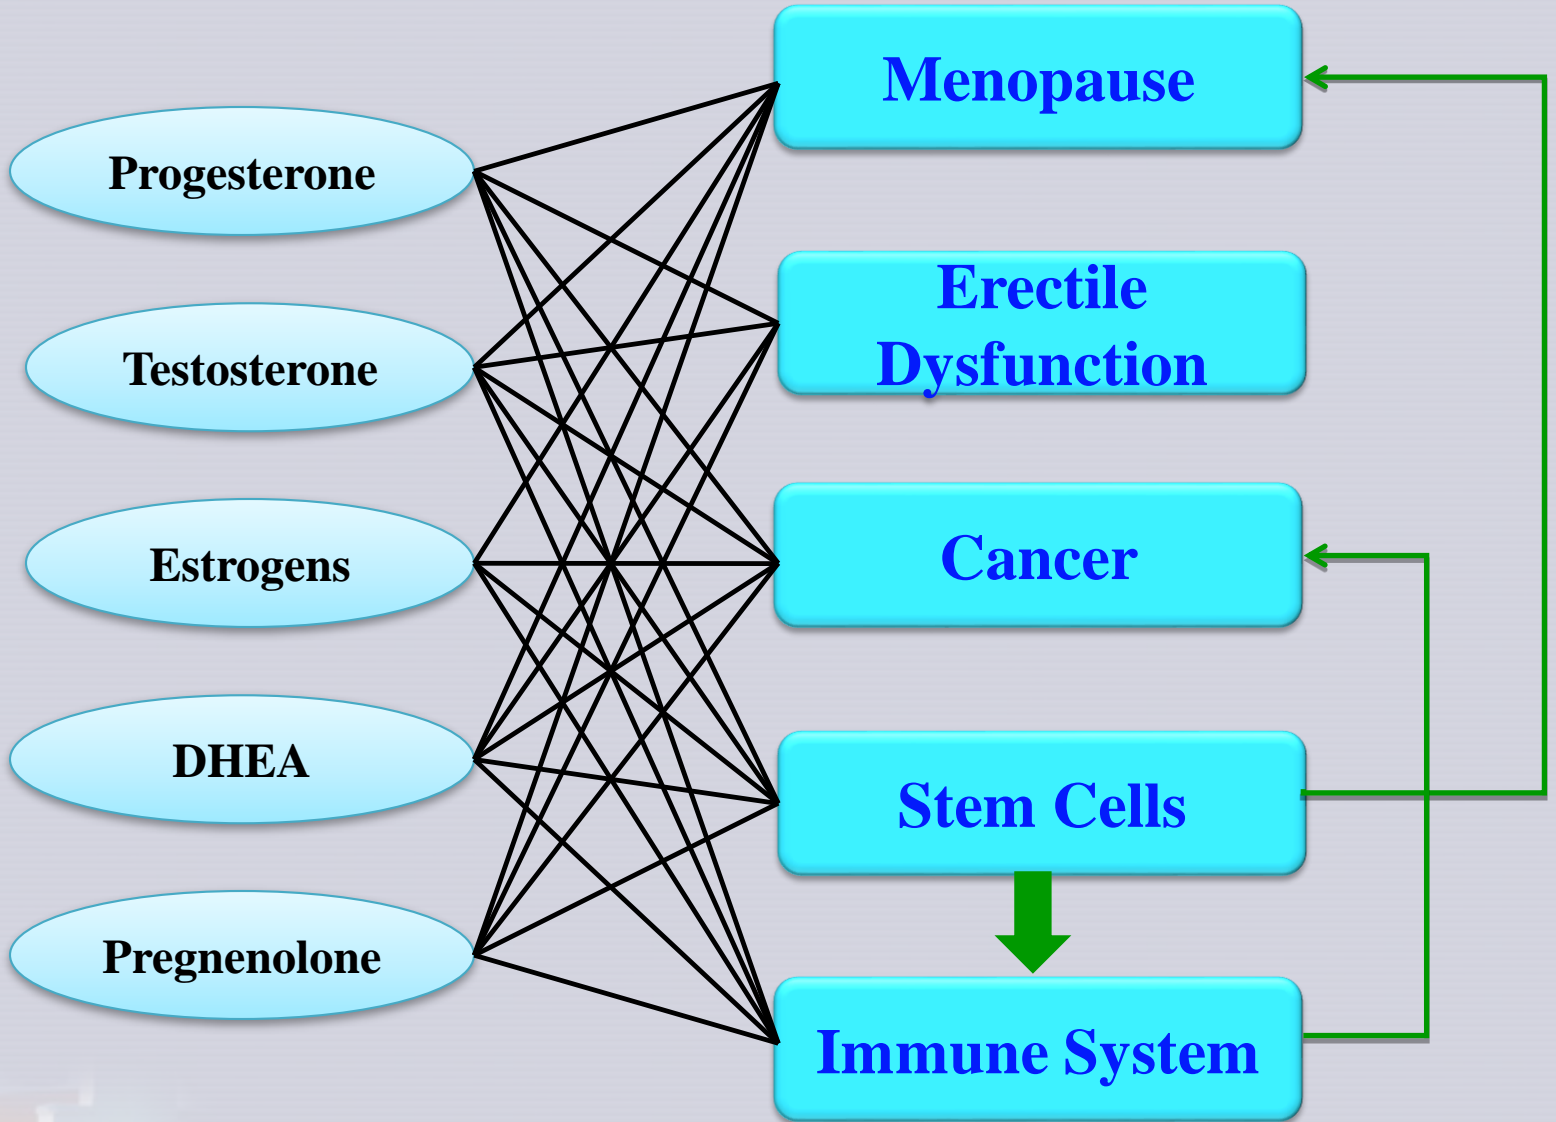 Progesterone
Testosterone
Estrogens
DHEA
Pregnenolone
Menopause
Erectile
Dysfunction
Cancer
Stem Cells
Immune System